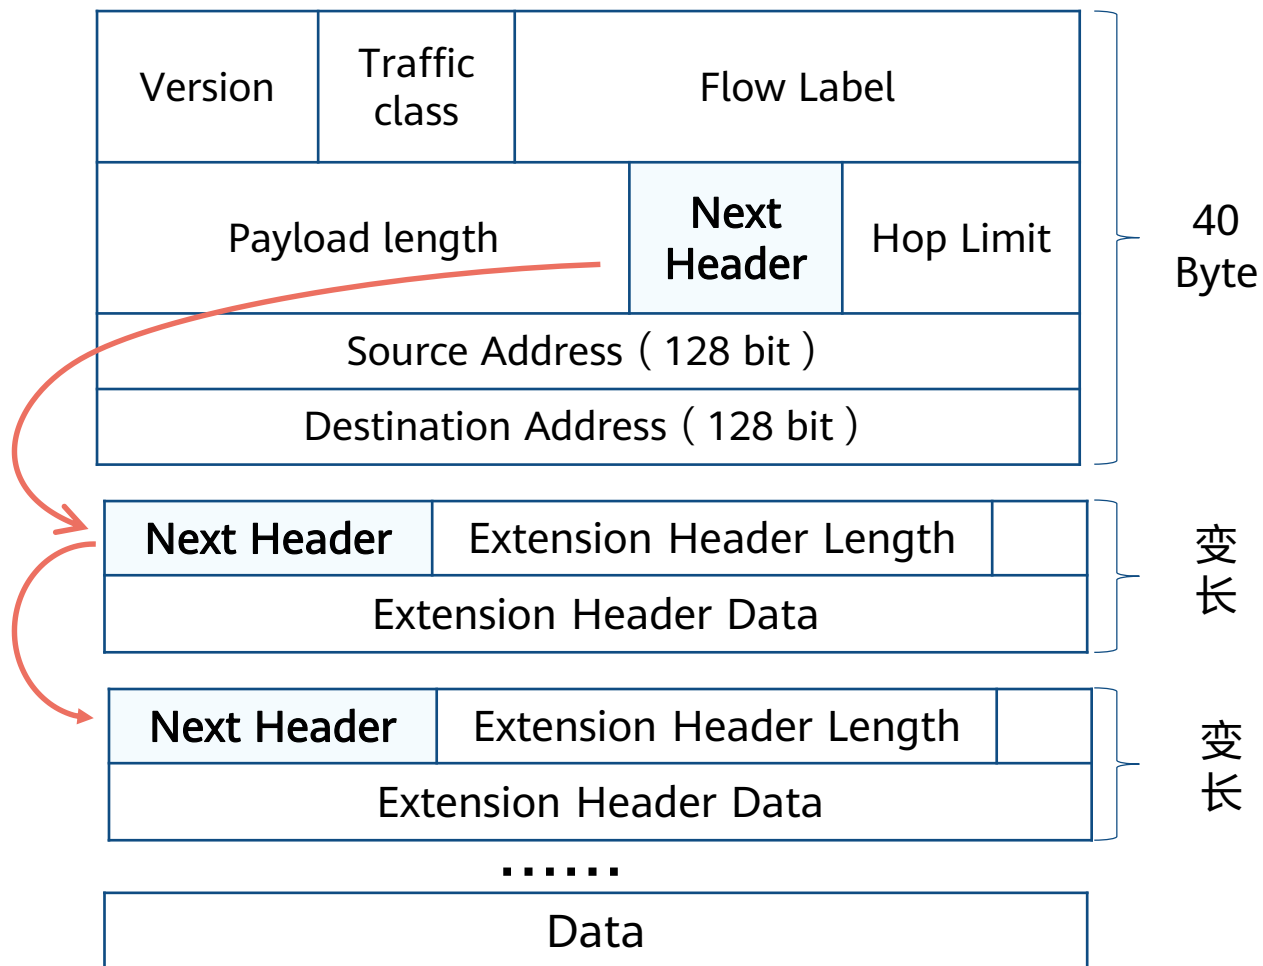 Version
Traffic
class
Flow Label
Payload length
Next
Header
Hop Limit
Source Address ( 128 bit )
Destination Address ( 128 bit )
40
Byte
Next Header
Extension Header Length
Extension Header Data
变
长
Next Header
Extension Header Length
Extension Header Data
变
长
......
Data